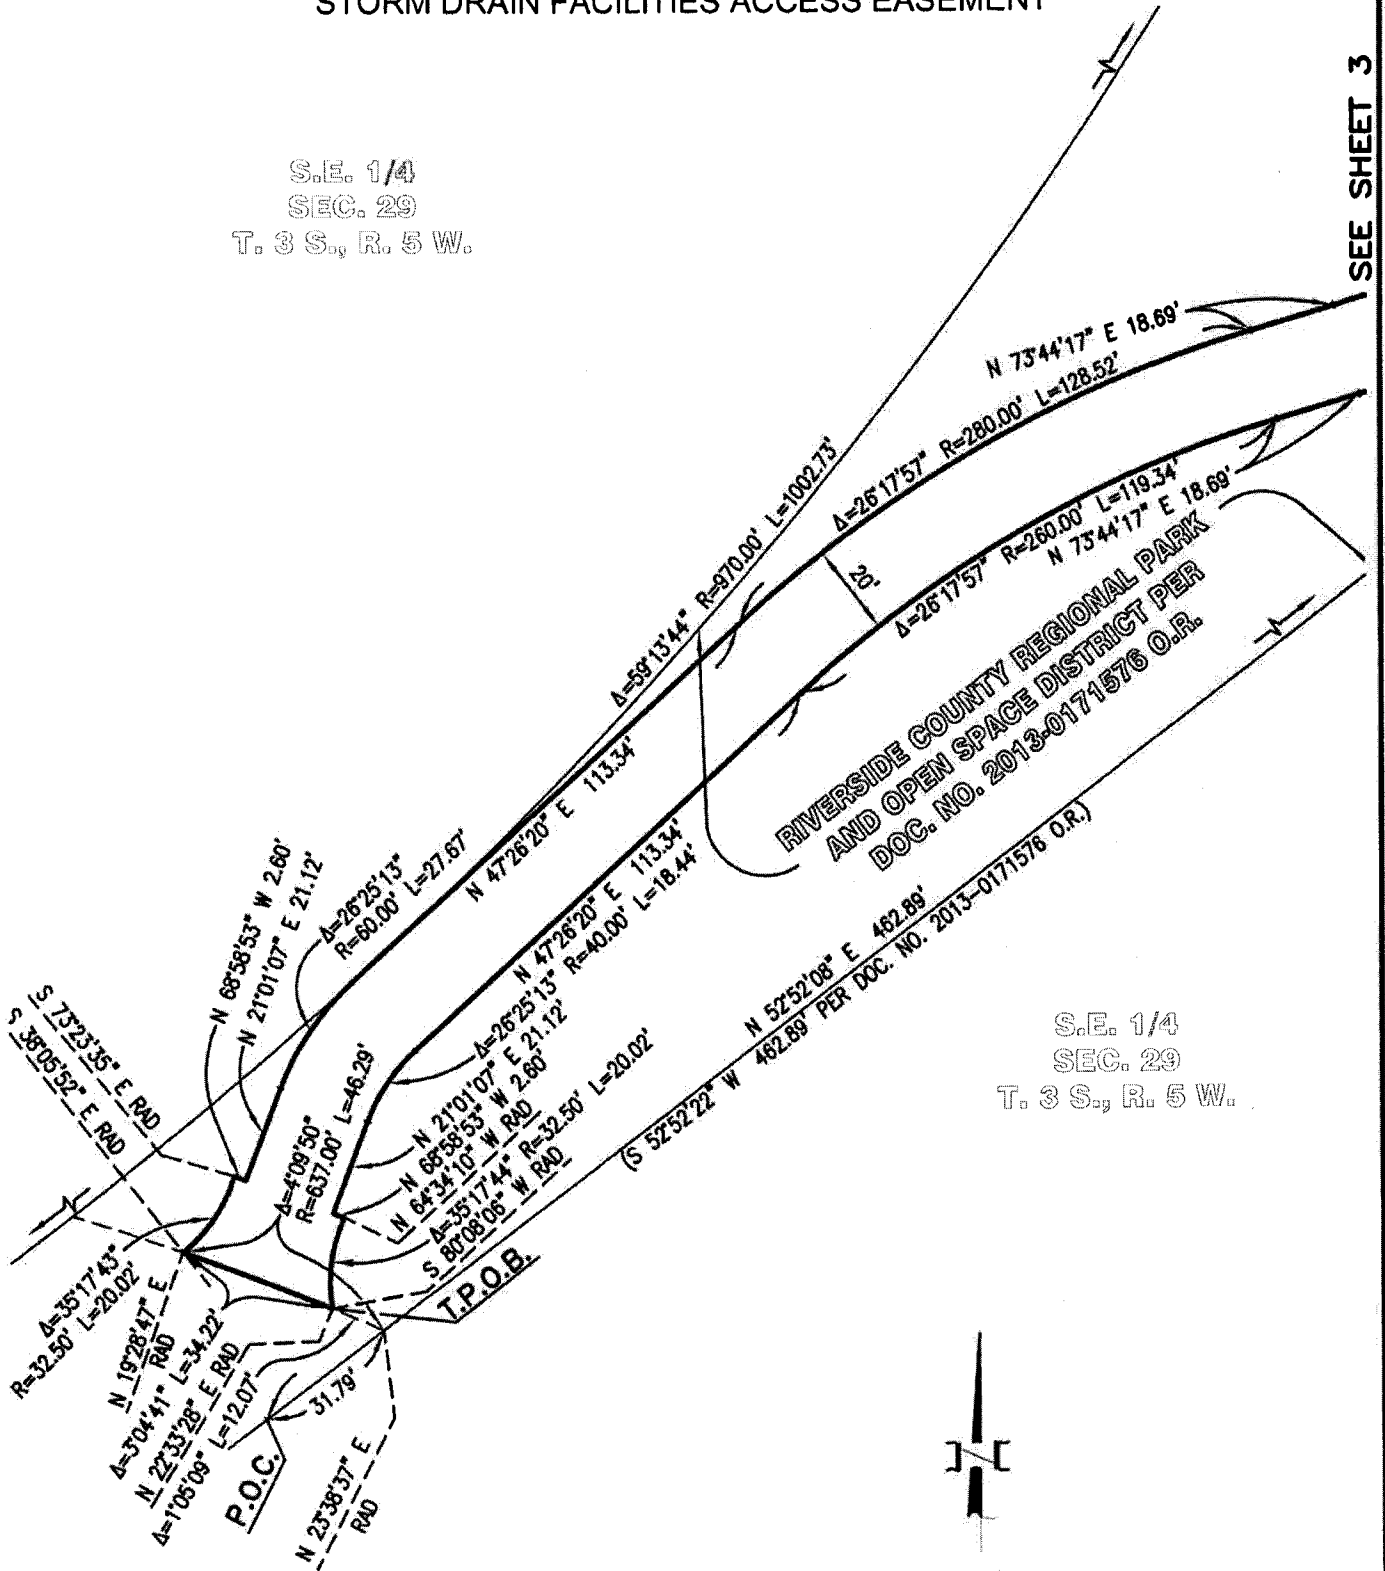 STORM DRAIN FACILITIES ACCESS EASEMENT
SEE SHEET 3
S.E. 1/4
SEC. 29
T. 3 S., R. 5 W.
N 73°44'17" E 18.69'
Δ=26°17'57" R=280.00' L=128.52'
Δ=59°13'44" R=970.00' L=1002.73'
20'
Δ=26°17'57" R=260.00' L=119.34'
N 73°44'17" E 18.69'
RIVERSIDE COUNTY REGIONAL PARK
AND OPEN SPACE DISTRICT PER
DOC. NO. 2013-0171576 O.R.
N 47°26'20" E 113.34'
N 47°26'20" E 113.34'
Δ=26°25'13" R=40.00' L=18.44'
N 68°58'53" W 2.60'
N 21°01'07" E 21.12'
Δ=26°25'13"
R=60.00' L=27.67'
N 52°52'08" E 462.89'
(S 52°52'22" W 462.89' PER DOC. NO. 2013-0171576 O.R.)
S.E. 1/4
SEC. 29
T. 3 S., R. 5 W.
S 73°23'35" E RAD
S 38°05'52" E RAD
Δ=4°09'50"
R=637.00' L=46.29'
N 21°01'07" E 21.12'
N 68°58'53" W 2.60'
N 64°34'10" W RAD
Δ=35°17'44" R=32.50' L=20.02'
S 80°08'06" W RAD
T.P.O.B.
Δ=35°17'43"
R=32.50' L=20.02'
N 19°28'47" E
RAD
Δ=3°04'41" L=34.22'
N 22°33'28" E RAD
Δ=1°05'09" L=12.07'
31.79'
P.O.C.
N 23°38'37" E
RAD
N